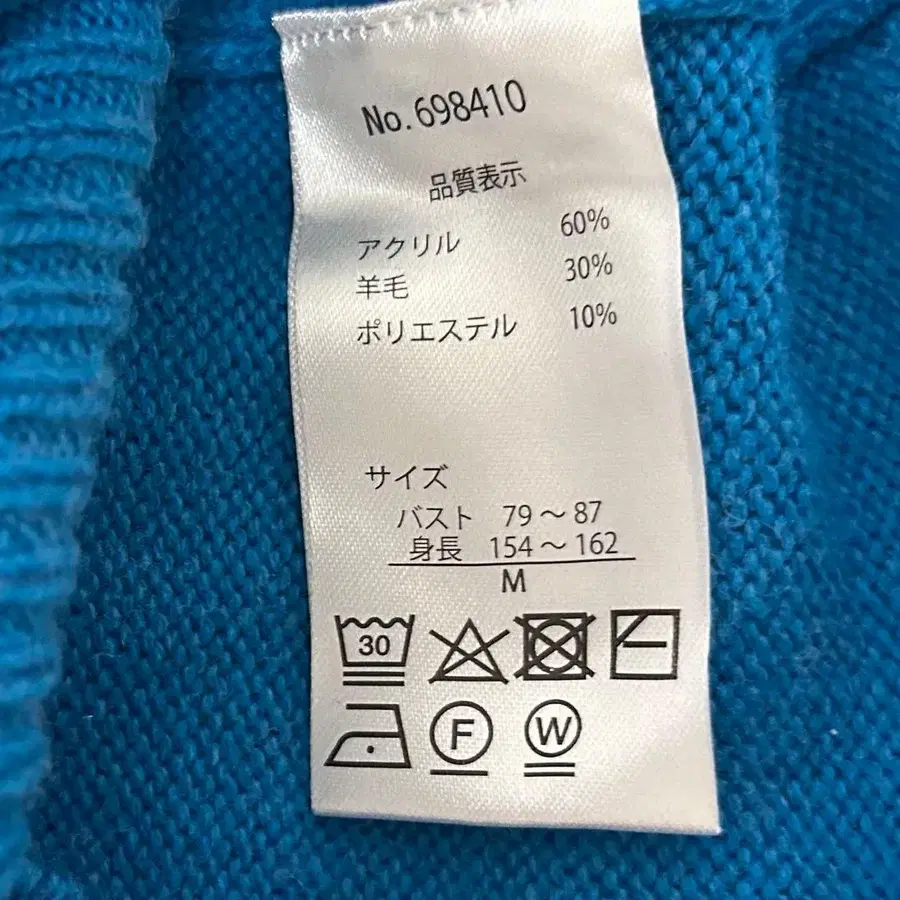 No.698410
品質表示
アクリル 60%
羊毛 30%
ポリエステル 10%
サイズ
バスト 79～87
身長 154～162
M
30
F W